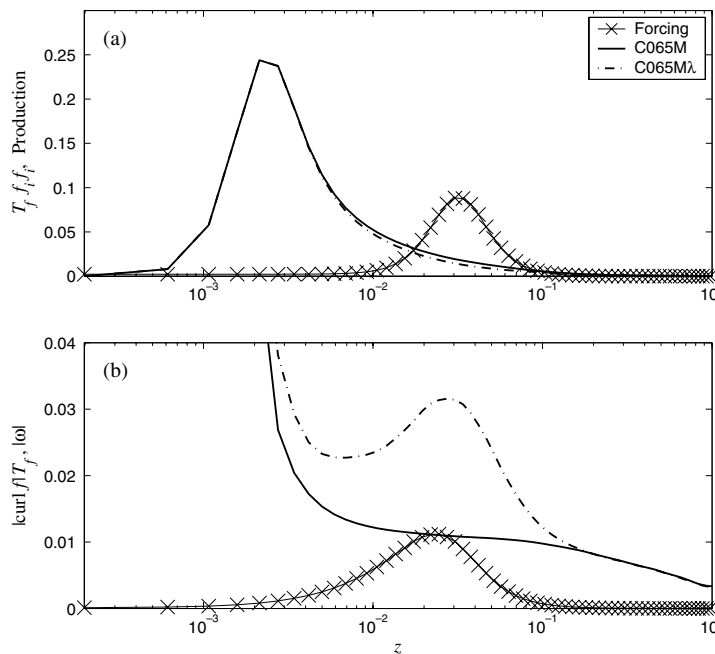 (a)
Forcing
C065M
C065Mλ
0.25
0.2
0.15
0.1
0.05
0
T_f f_i f_i, Production
10⁻³ 10⁻² 10⁻¹ 10
(b)
0.04
0.03
0.02
0.01
0
|curl f| T_f, |ω|
10⁻³ 10⁻² 10⁻¹ 10
z